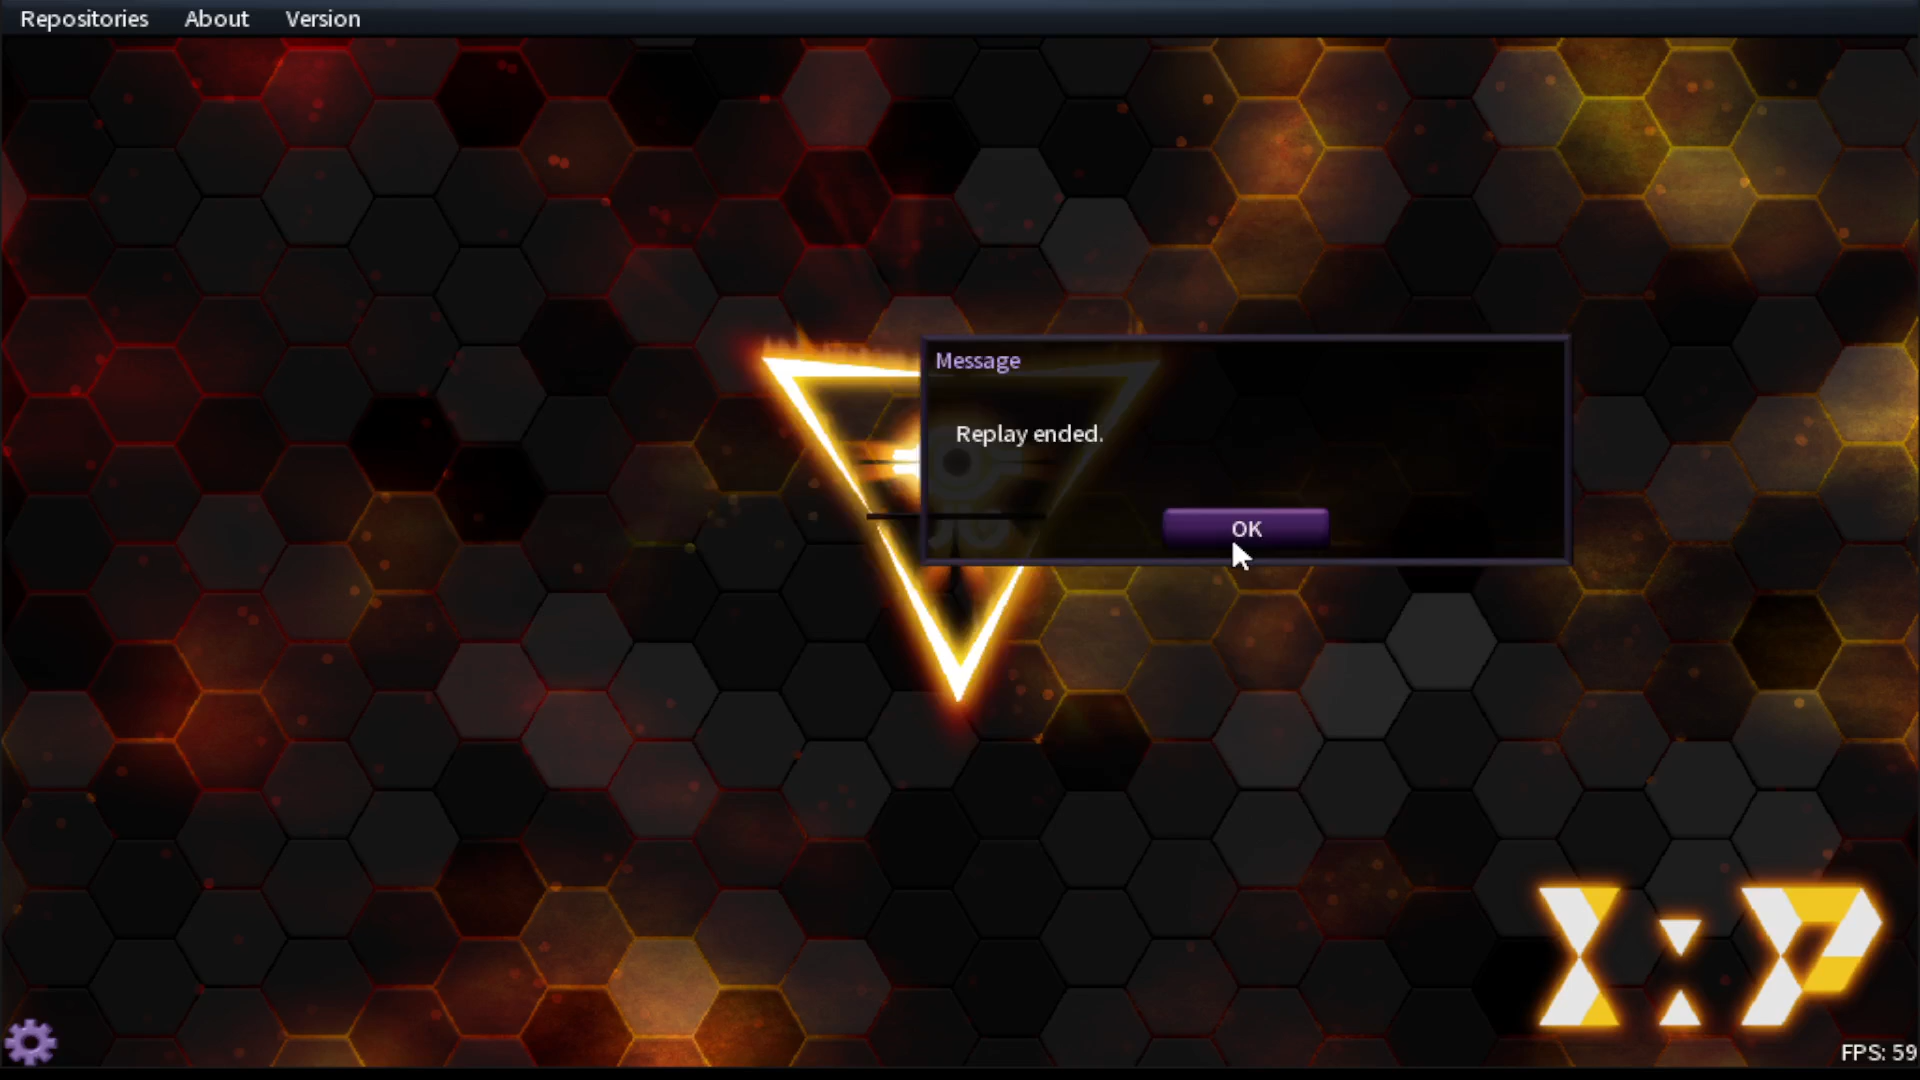 Repositories About Version
Message
Replay ended.
OK
X:P
FPS: 59